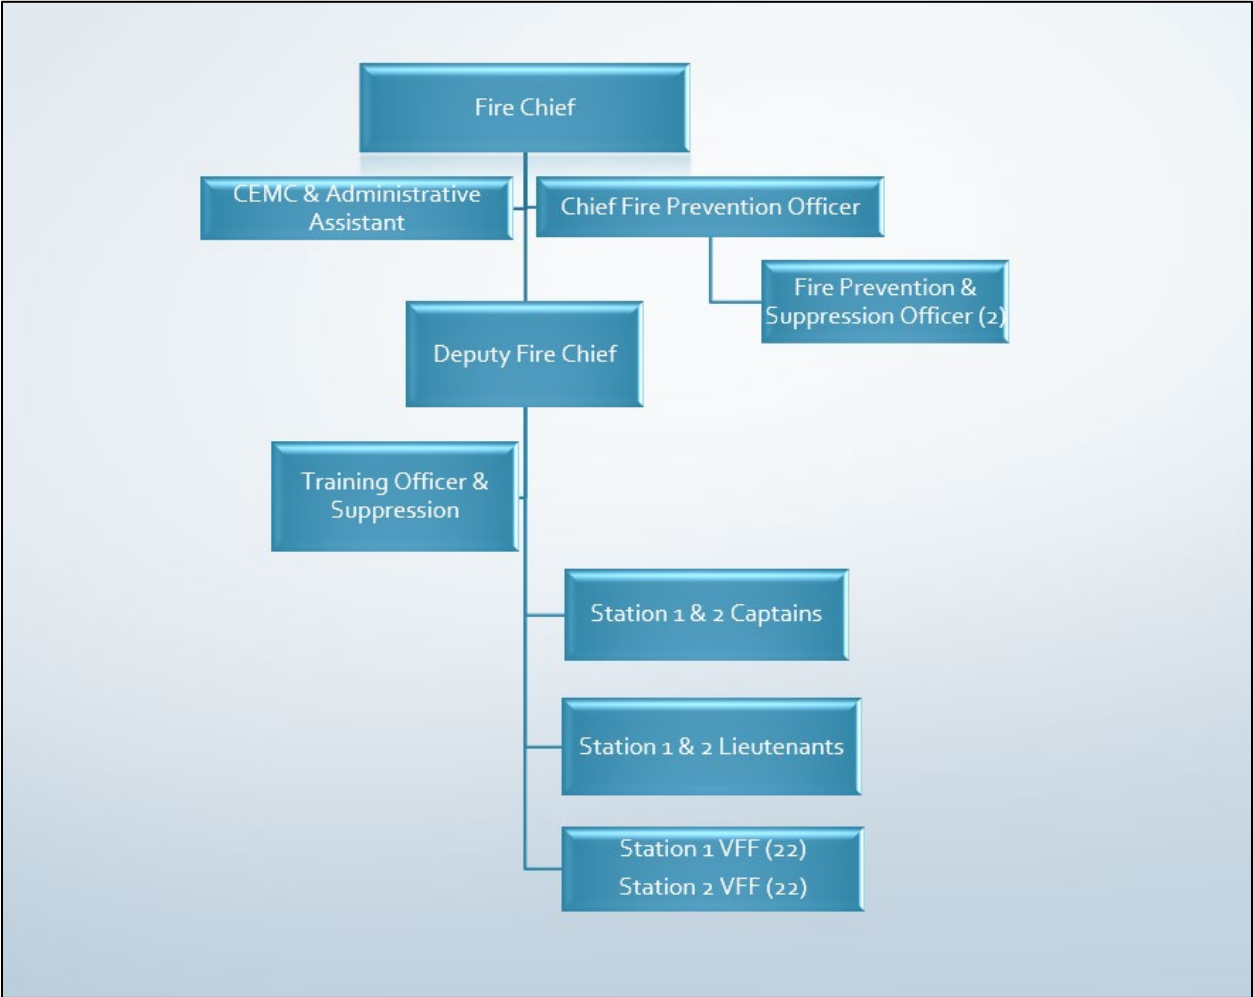 Fire Chief
CEMC & Administrative
Assistant
Chief Fire Prevention Officer
Fire Prevention &
Suppression Officer (2)
Deputy Fire Chief
Training Officer &
Suppression
Station 1 & 2 Captains
Station 1 & 2 Lieutenants
Station 1 VFF (22)
Station 2 VFF (22)